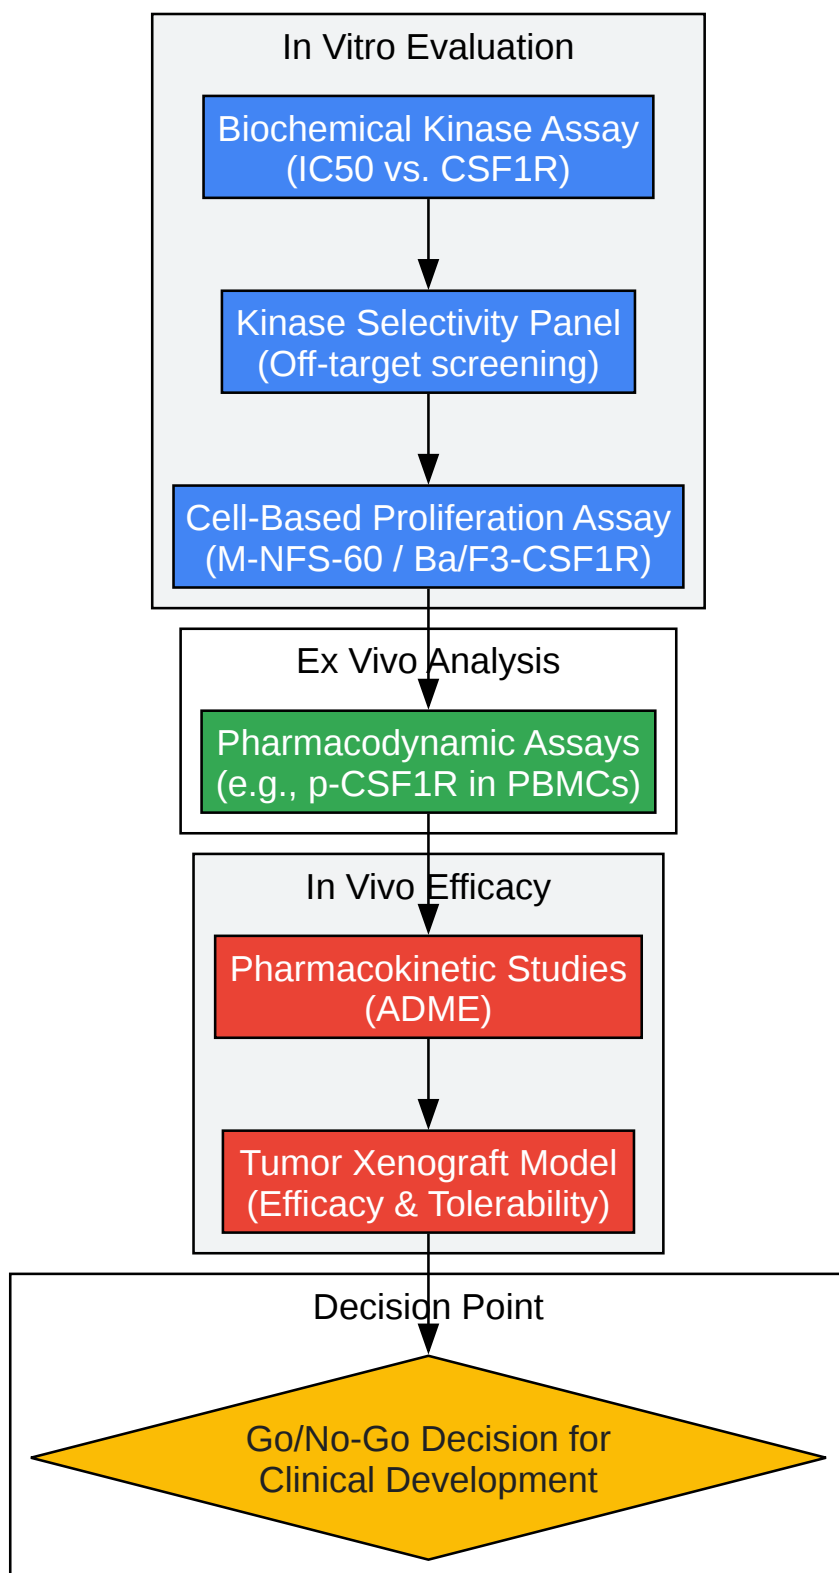 In Vitro Evaluation
Biochemical Kinase Assay
(IC50 vs. CSF1R)
Kinase Selectivity Panel
(Off-target screening)
Cell-Based Proliferation Assay
(M-NFS-60 / Ba/F3-CSF1R)
Ex Vivo Analysis
Pharmacodynamic Assays
(e.g., p-CSF1R in PBMCs)
In Vivo Efficacy
Pharmacokinetic Studies
(ADME)
Tumor Xenograft Model
(Efficacy & Tolerability)
Decision Point
Go/No-Go Decision for
Clinical Development